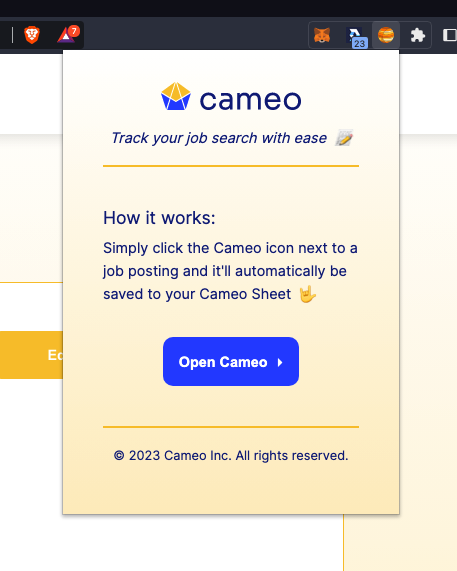 7
23
cameo
Track your job search with ease
How it works:
Simply click the Cameo icon next to a
job posting and it'll automatically be
saved to your Cameo Sheet 🤟
Ed
Open Cameo
© 2023 Cameo Inc. All rights reserved.